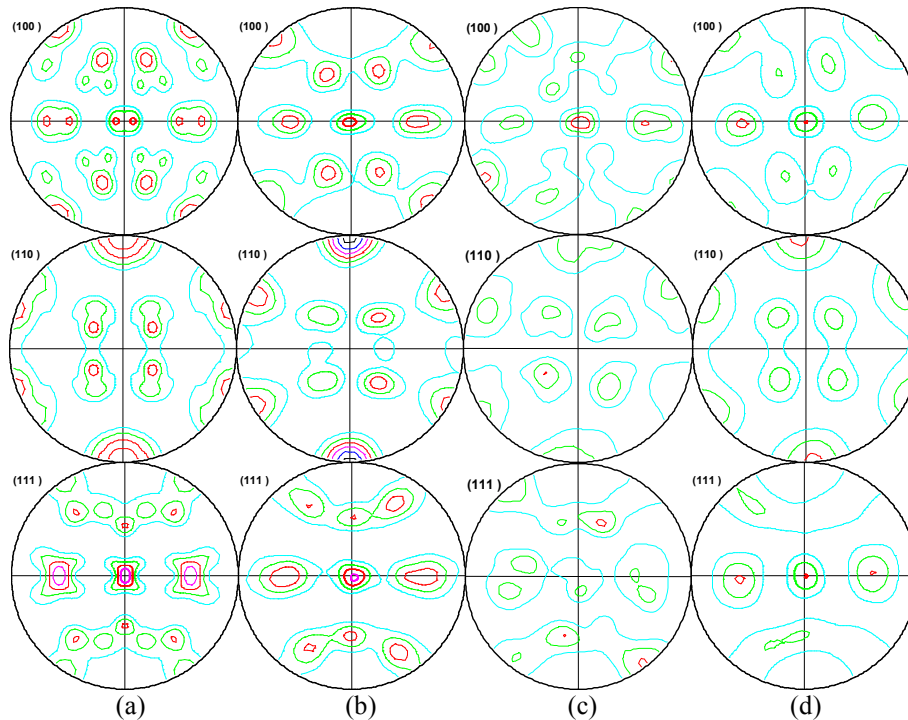 (100 ) (100 ) (100 ) (100 )
(110 ) (110 ) (110 ) (110 )
(111 ) (111 ) (111 ) (111 )
(a) (b) (c) (d)